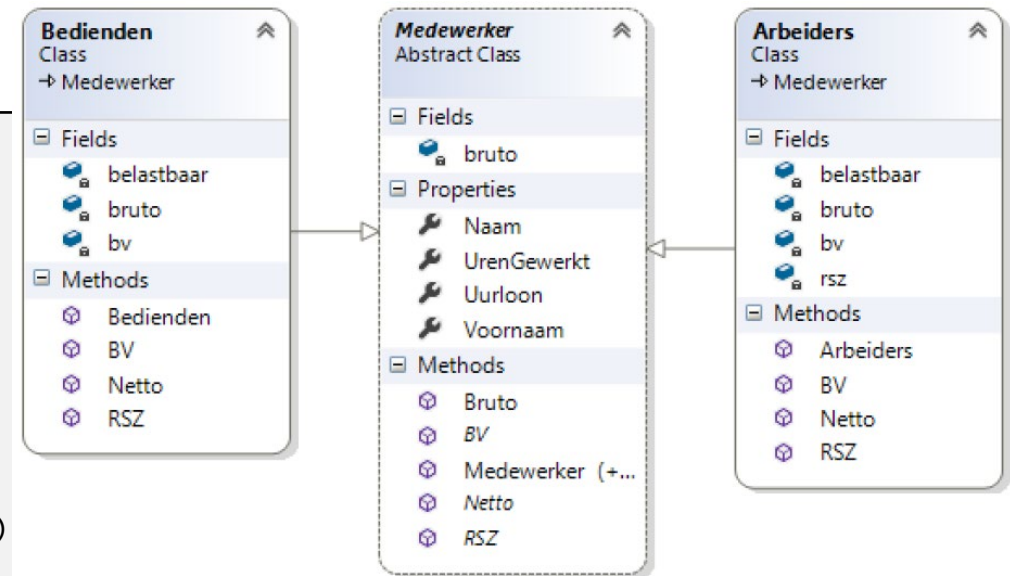 Bedienden
Class
Medewerker
Fields
belastbaar
bruto
bv
Methods
Bedienden
BV
Netto
RSZ
Medewerker
Abstract Class
Fields
bruto
Properties
Naam
UrenGewerkt
Uurloon
Voornaam
Methods
Bruto
BV
Medewerker (+...
Netto
RSZ
Arbeiders
Class
Medewerker
Fields
belastbaar
bruto
bv
rsz
Methods
Arbeiders
BV
Netto
RSZ
)